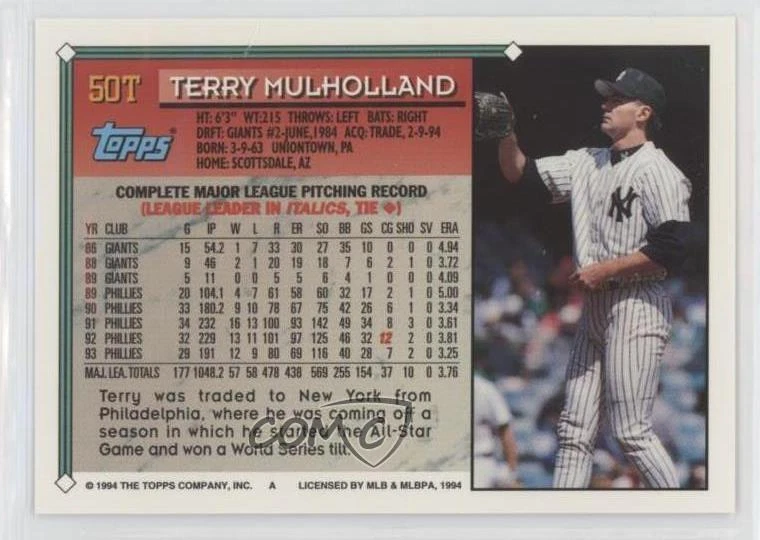 50T TERRY MULHOLLAND
Topps
HT: 6'3" WT:215 THROWS: LEFT BATS: RIGHT
DRFT: GIANTS #2-JUNE,1984 ACQ: TRADE, 2-9-94
BORN: 3-9-63 UNIONTOWN, PA
HOME: SCOTTSDALE, AZ
COMPLETE MAJOR LEAGUE PITCHING RECORD
(LEAGUE LEADER IN ITALICS, TIE ◆)
YR CLUB G IP W L R ER SO BB GS CG SHO SV ERA
86 GIANTS 15 54.2 1 7 33 30 27 35 10 0 0 0 4.94
88 GIANTS 9 46 2 1 20 19 18 7 6 2 1 0 3.72
89 GIANTS 5 11 0 0 5 5 6 4 1 0 0 0 4.09
89 PHILLIES 20 104.1 4 7 61 58 60 32 17 2 1 0 5.00
90 PHILLIES 33 180.2 9 10 78 67 75 42 26 6 1 0 3.34
91 PHILLIES 34 232 16 13 100 93 142 49 34 8 3 0 3.61
92 PHILLIES 32 229 13 11 101 97 125 46 32 12 2 0 3.81
93 PHILLIES 29 191 12 9 80 69 116 40 28 7 2 0 3.25
MAJ. LEA. TOTALS 177 1048.2 57 58 478 438 569 255 154 37 10 0 3.76
Terry was traded to New York from
Philadelphia, where he was coming off a
season in which he started the All-Star
Game and won a World Series tilt.
COMC
© 1994 THE TOPPS COMPANY, INC. A LICENSED BY MLB & MLBPA, 1994
NY